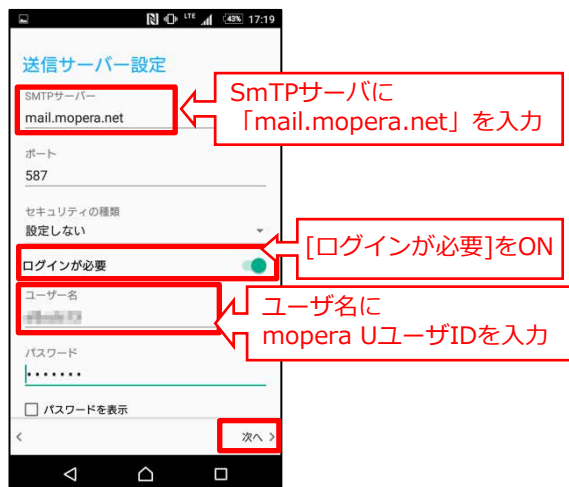 LTE 43% 17:19
送信サーバー設定
SMTPサーバー
mail.mopera.net
SmTPサーバに
「mail.mopera.net」を入力
ポート
587
セキュリティの種類
設定しない
[ログインが必要]をON
ログインが必要
ユーザー名
ユーザ名に
mopera UユーザIDを入力
パスワード
•••••••
パスワードを表示
< 次へ >